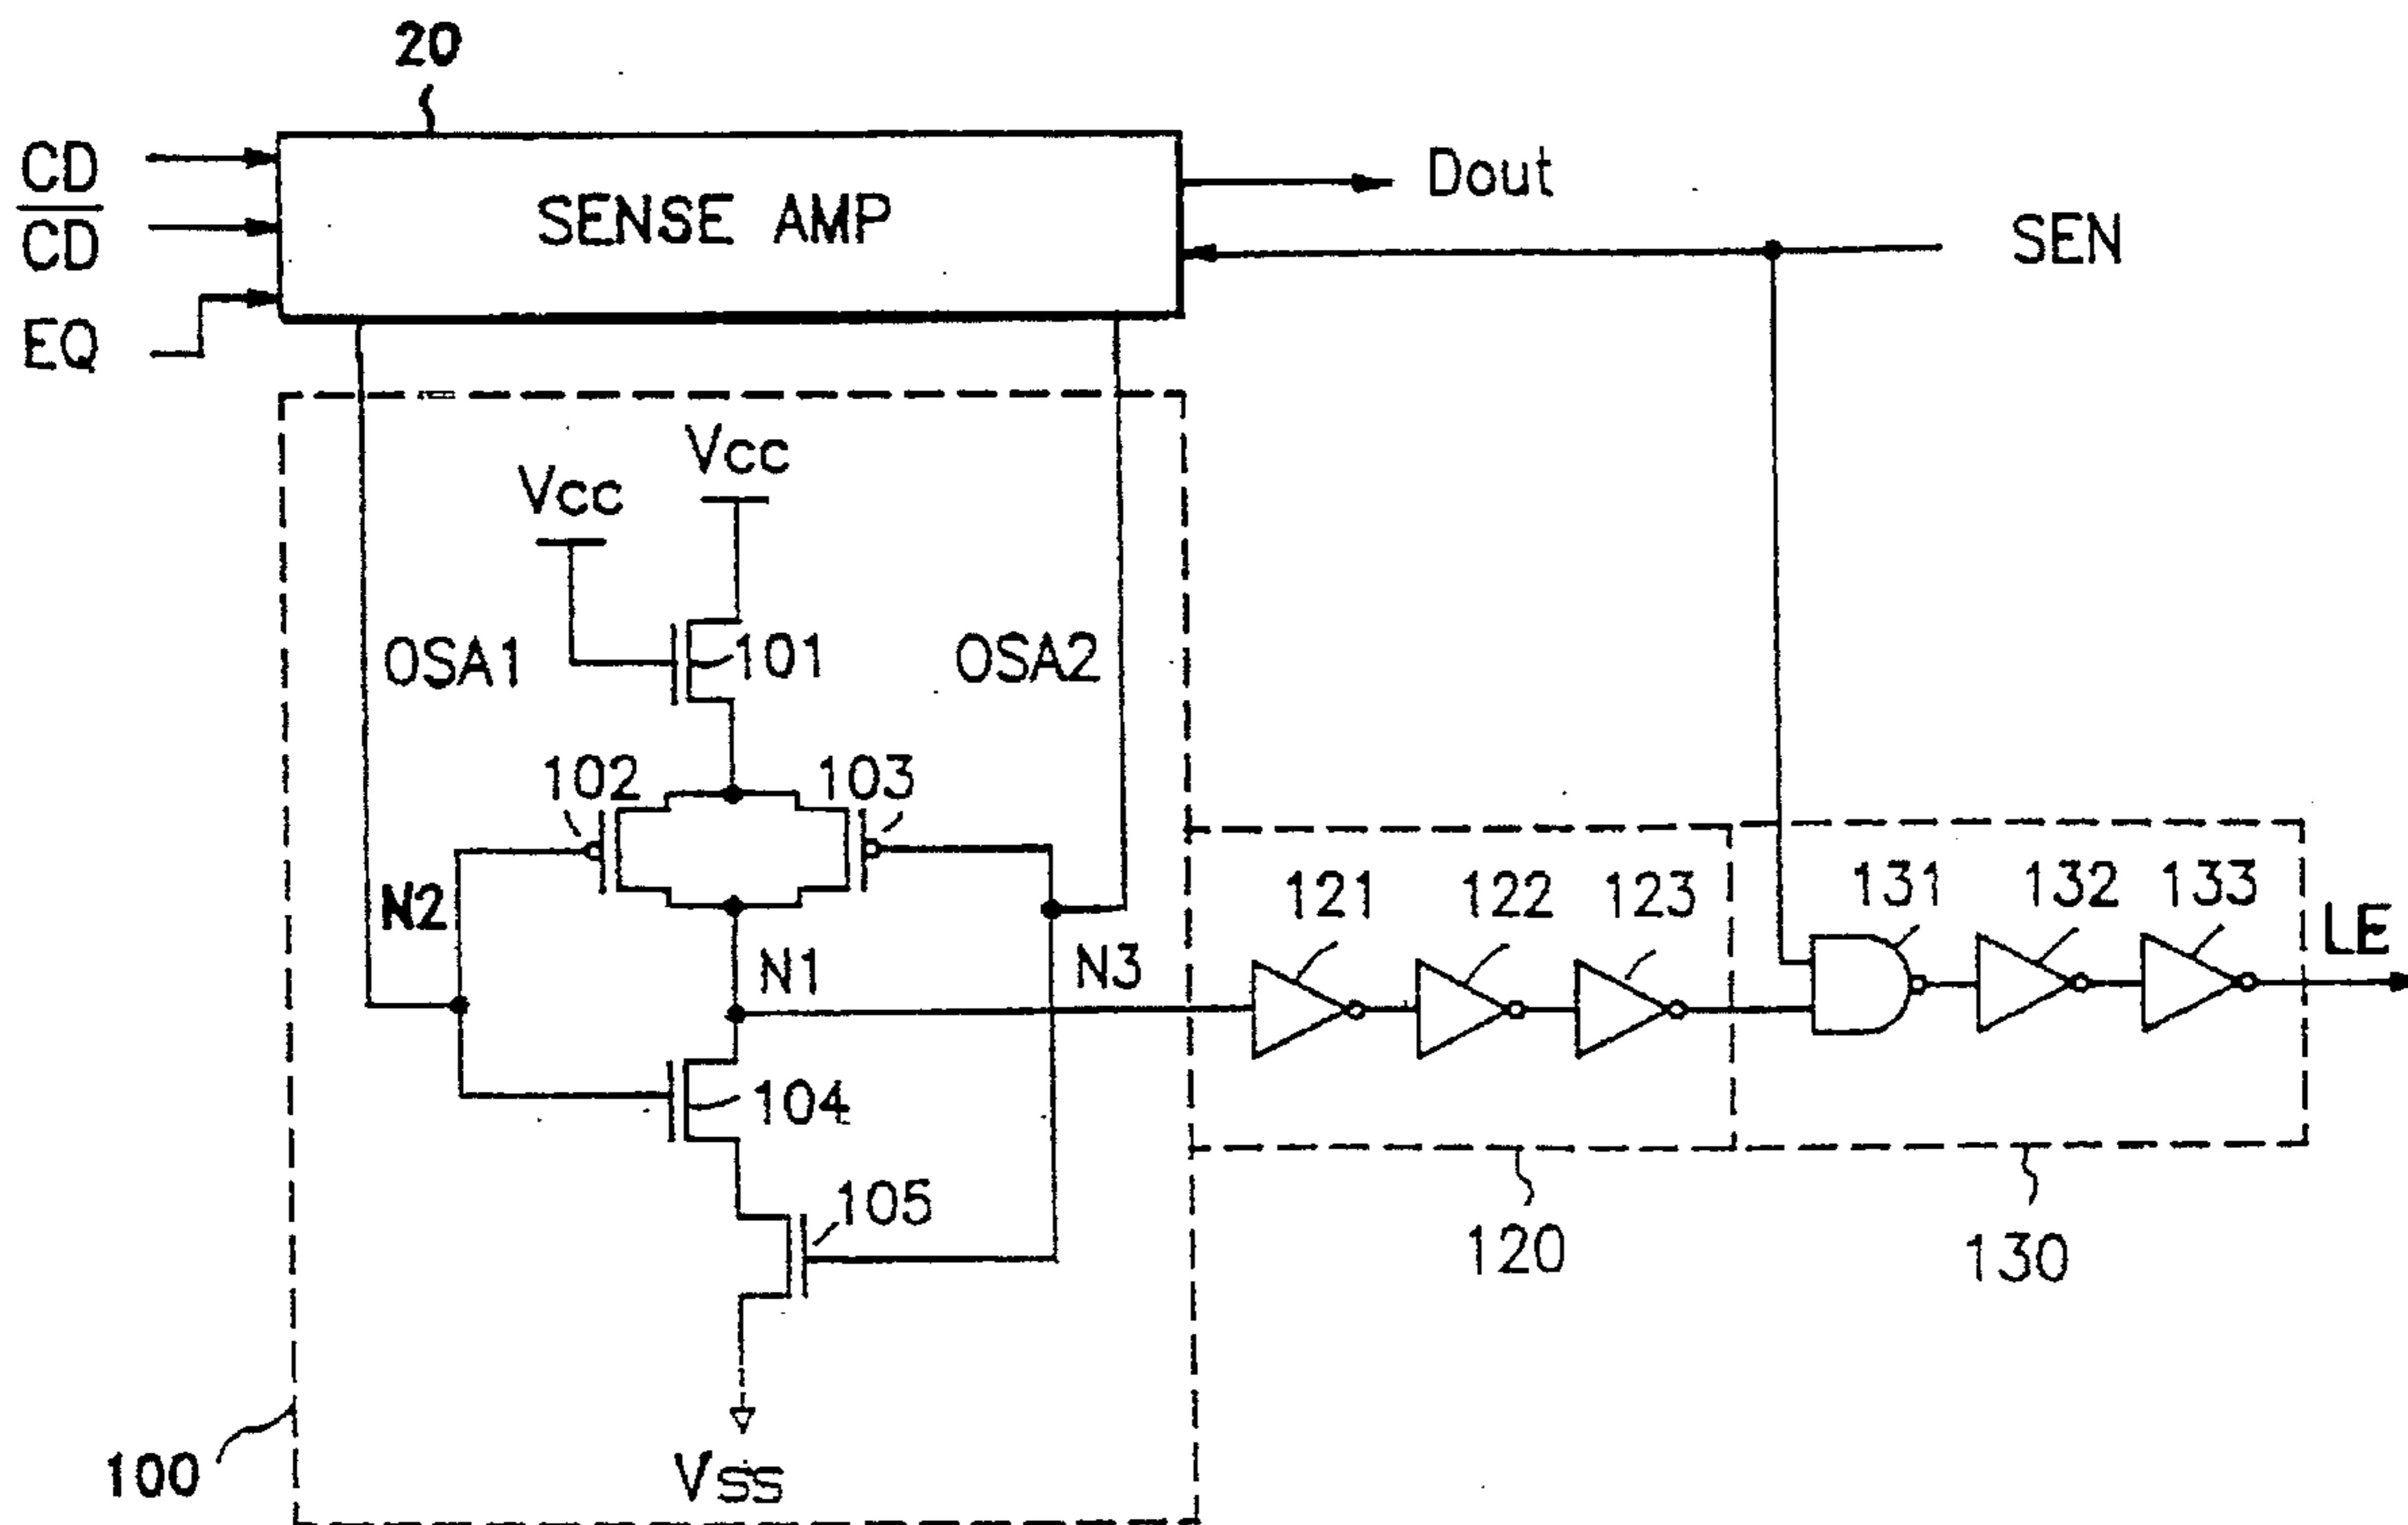 20
CD
C̅D̅
EQ
SENSE AMP
Dout
SEN
Vcc
Vcc
OSA1
101
OSA2
102
103
N2
N1
N3
104
105
Vss
100
121
122
123
120
131
132
133
LE
130